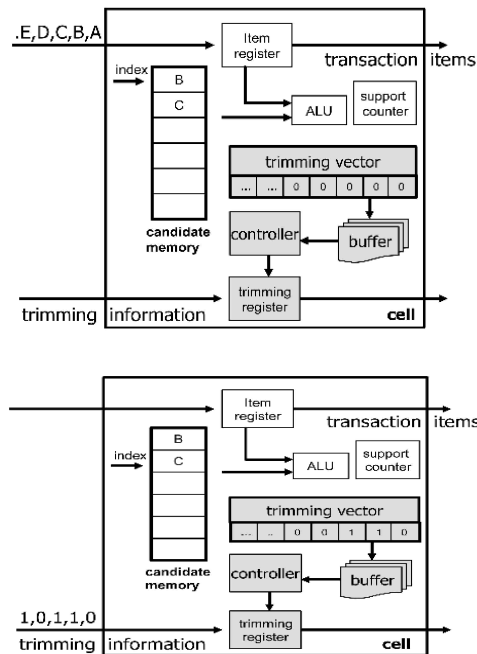 .E,D,C,B,A
Item
register
transaction items
index
B
C
ALU
support
counter
trimming vector
... ... 0 0 0 0 0
candidate
memory
controller
buffer
trimming
register
trimming information
cell
Item
register
transaction items
index
B
C
ALU
support
counter
trimming vector
... .. 0 0 1 1 0
candidate
memory
controller
buffer
1,0,1,1,0
trimming
register
trimming information
cell